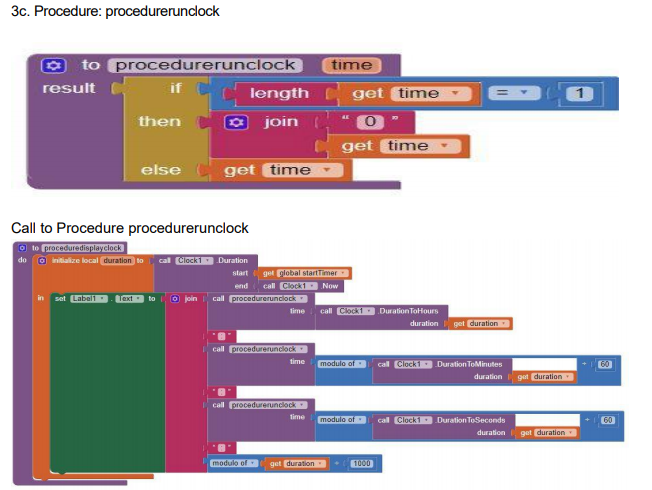 3c. Procedure: procedurerunclock
to procedurerunclock time
result if length get time = 1
then join " 0 "
get time
else get time
Call to Procedure procedurerunclock
to proceduredisplayclock
do initialize local duration to call Clock1 .Duration
start get global startTimer
end call Clock1 .Now
in set Label1 . Text to join call procedurerunclock
time call Clock1 .DurationToHours
duration get duration
call procedurerunclock
time modulo of call Clock1 .DurationToMinutes ÷ 60
duration get duration
call procedurerunclock
time modulo of call Clock1 .DurationToSeconds ÷ 60
duration get duration
modulo of get duration ÷ 1000